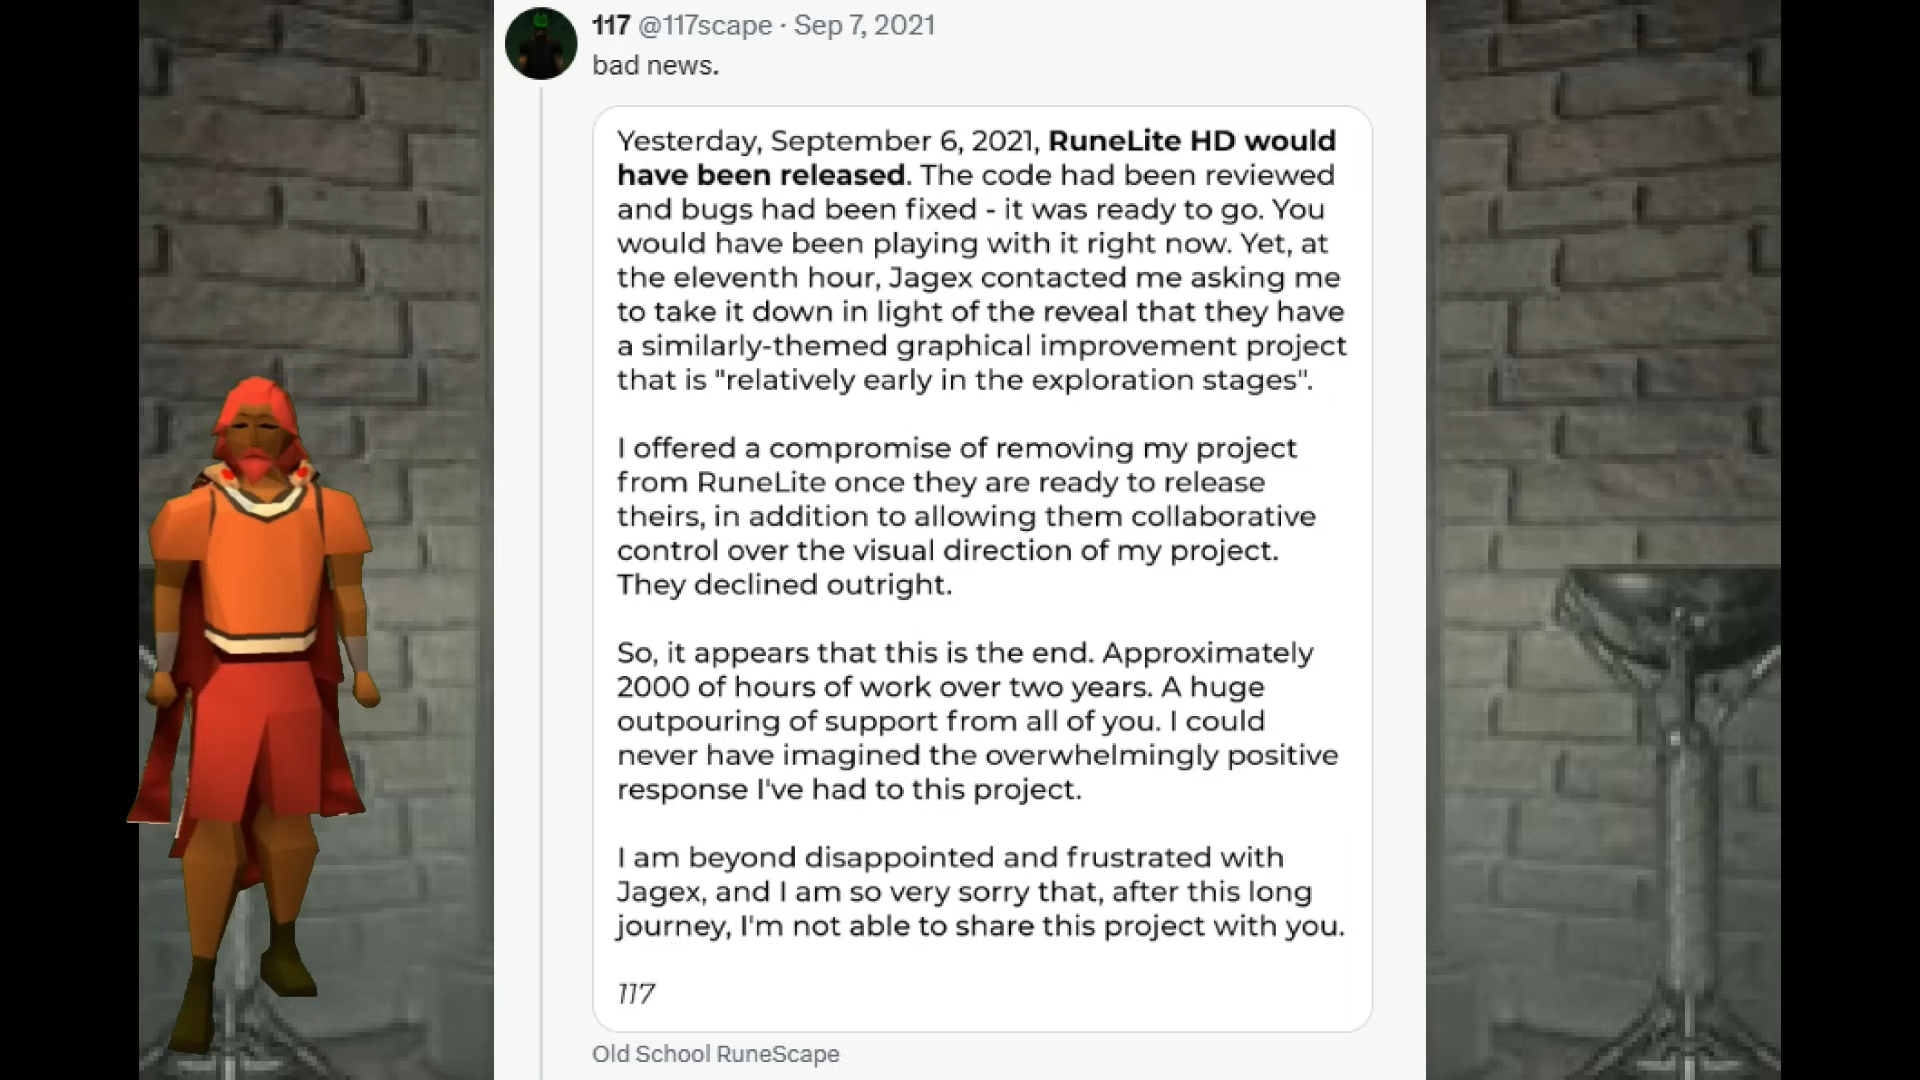 117 @117scape · Sep 7, 2021
bad news.
Yesterday, September 6, 2021, RuneLite HD would
have been released. The code had been reviewed
and bugs had been fixed - it was ready to go. You
would have been playing with it right now. Yet, at
the eleventh hour, Jagex contacted me asking me
to take it down in light of the reveal that they have
a similarly-themed graphical improvement project
that is "relatively early in the exploration stages".
I offered a compromise of removing my project
from RuneLite once they are ready to release
theirs, in addition to allowing them collaborative
control over the visual direction of my project.
They declined outright.
So, it appears that this is the end. Approximately
2000 of hours of work over two years. A huge
outpouring of support from all of you. I could
never have imagined the overwhelmingly positive
response I've had to this project.
I am beyond disappointed and frustrated with
Jagex, and I am so very sorry that, after this long
journey, I'm not able to share this project with you.
117
Old School RuneScape